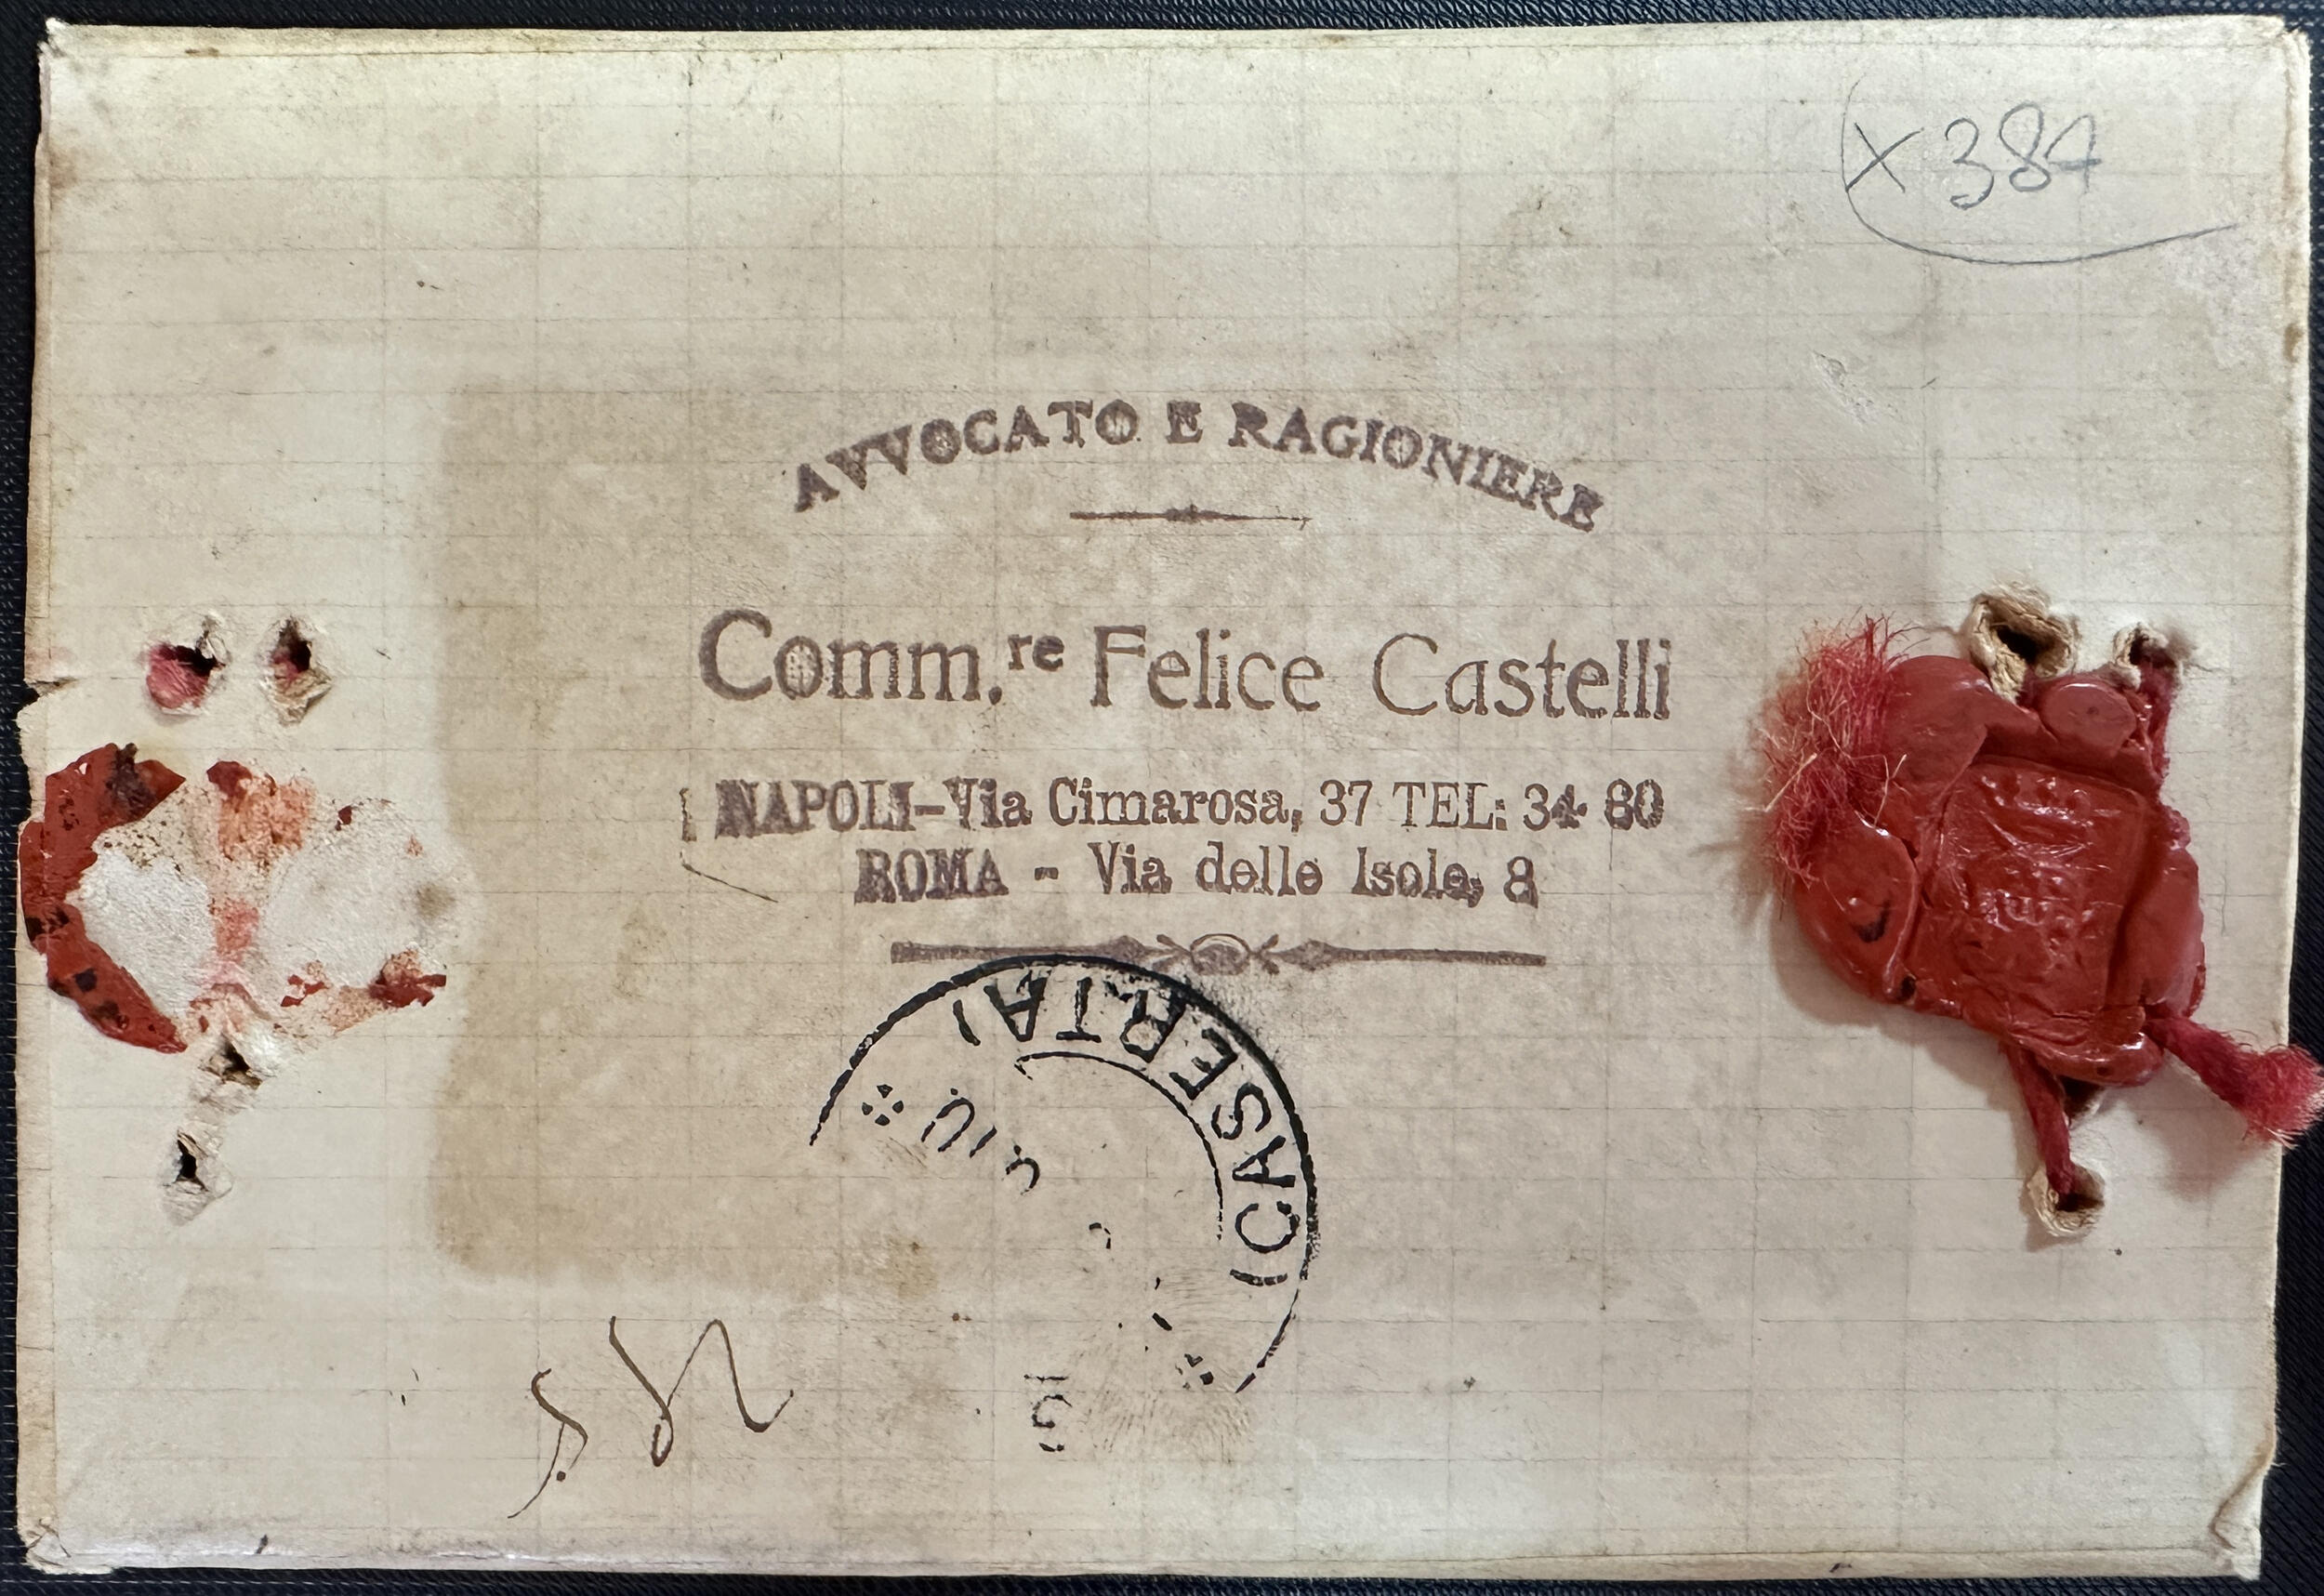 X 384
AVVOCATO E RAGIONIERE
Comm.re Felice Castelli
NAPOLI-Via Cimarosa, 37 TEL: 34 80
ROMA - Via delle Isole, 8
(CASERTA)